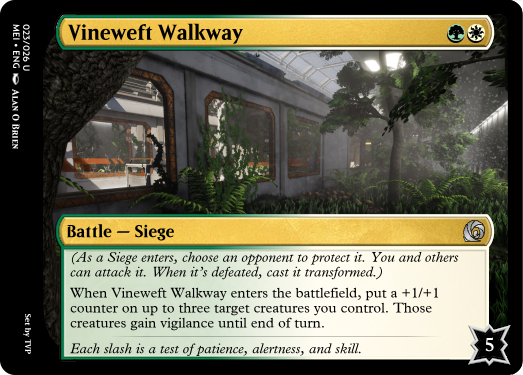 Vineweft Walkway
Battle — Siege
(As a Siege enters, choose an opponent to protect it. You and others
can attack it. When it's defeated, cast it transformed.)
When Vineweft Walkway enters the battlefield, put a +1/+1
counter on up to three target creatures you control. Those
creatures gain vigilance until end of turn.
Each slash is a test of patience, alertness, and skill.
5
023/026 U
MEI • ENG Alan O Brien
Set by TVP